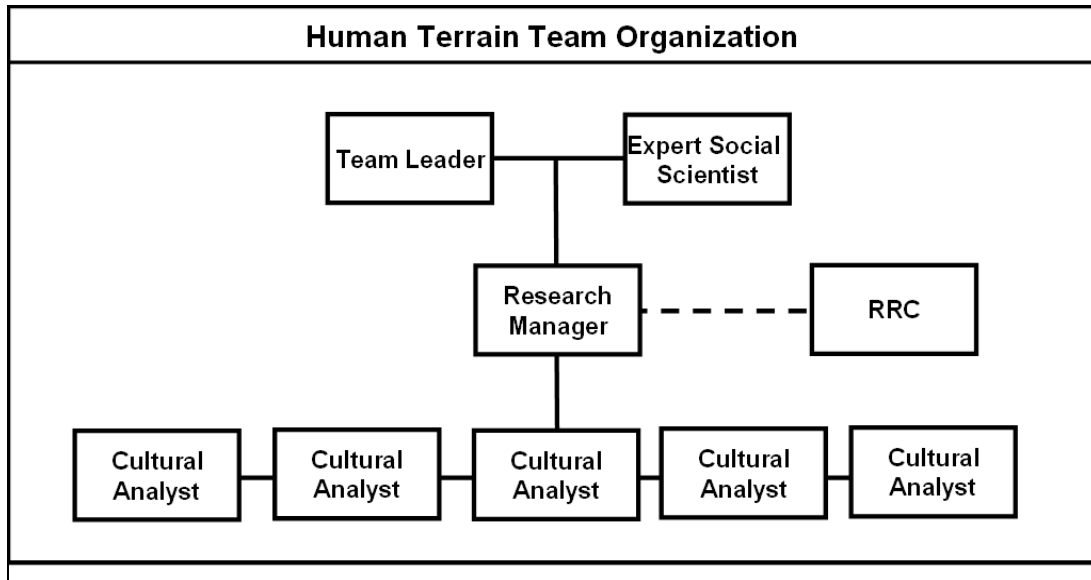 Human Terrain Team Organization
Team Leader
Expert Social
Scientist
Research
Manager
RRC
Cultural
Analyst
Cultural
Analyst
Cultural
Analyst
Cultural
Analyst
Cultural
Analyst